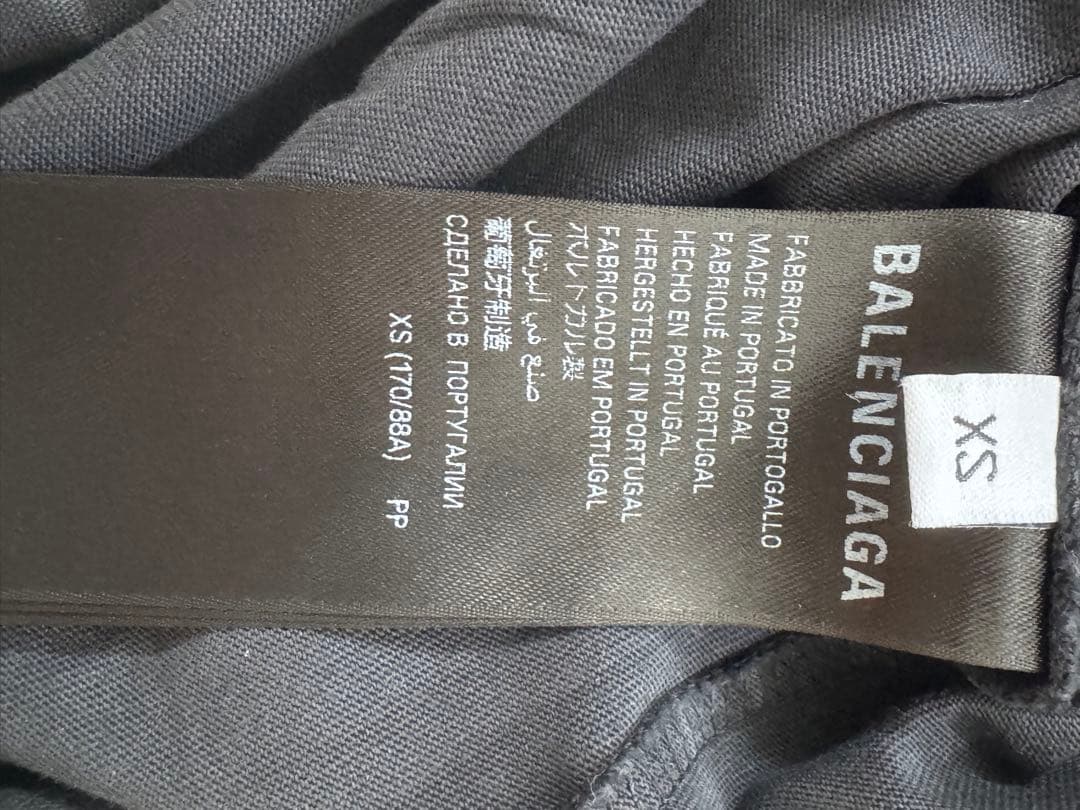 XS
BALENCIAGA
FABBRICATO IN PORTOGALLO
MADE IN PORTUGAL
FABRIQUÉ AU PORTUGAL
HECHO EN PORTUGAL
HERGESTELLT IN PORTUGAL
FABRICADO EM PORTUGAL
ポルトガル製
صنع في البرتغال
葡萄牙制造
СДЕЛАНО В ПОРТУГАЛИИ
XS (170/88A) PP